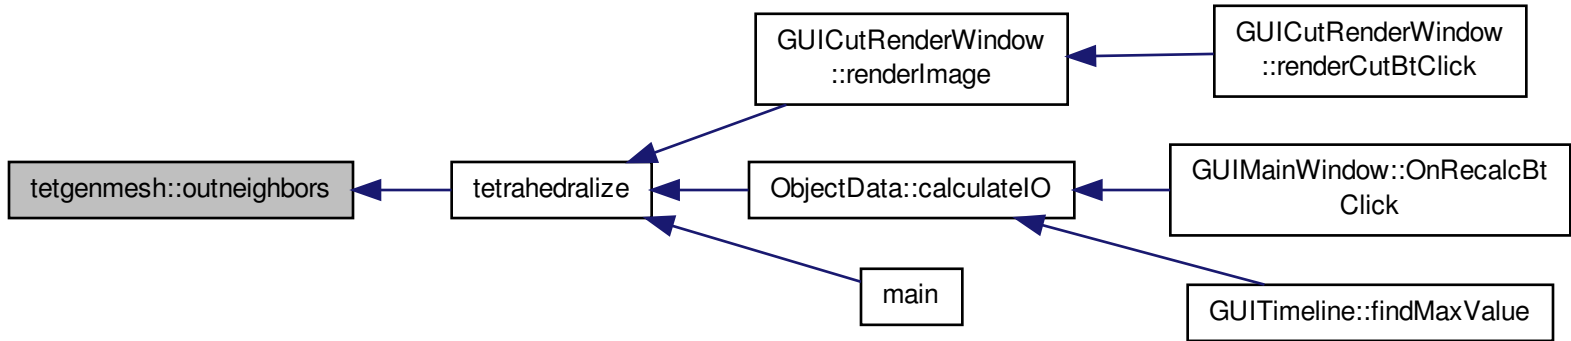 tetgenmesh::outneighbors
tetrahedralize
GUICutRenderWindow
::renderImage
GUICutRenderWindow
::renderCutBtClick
ObjectData::calculateIO
GUIMainWindow::OnRecalcBt
Click
GUITimeline::findMaxValue
main